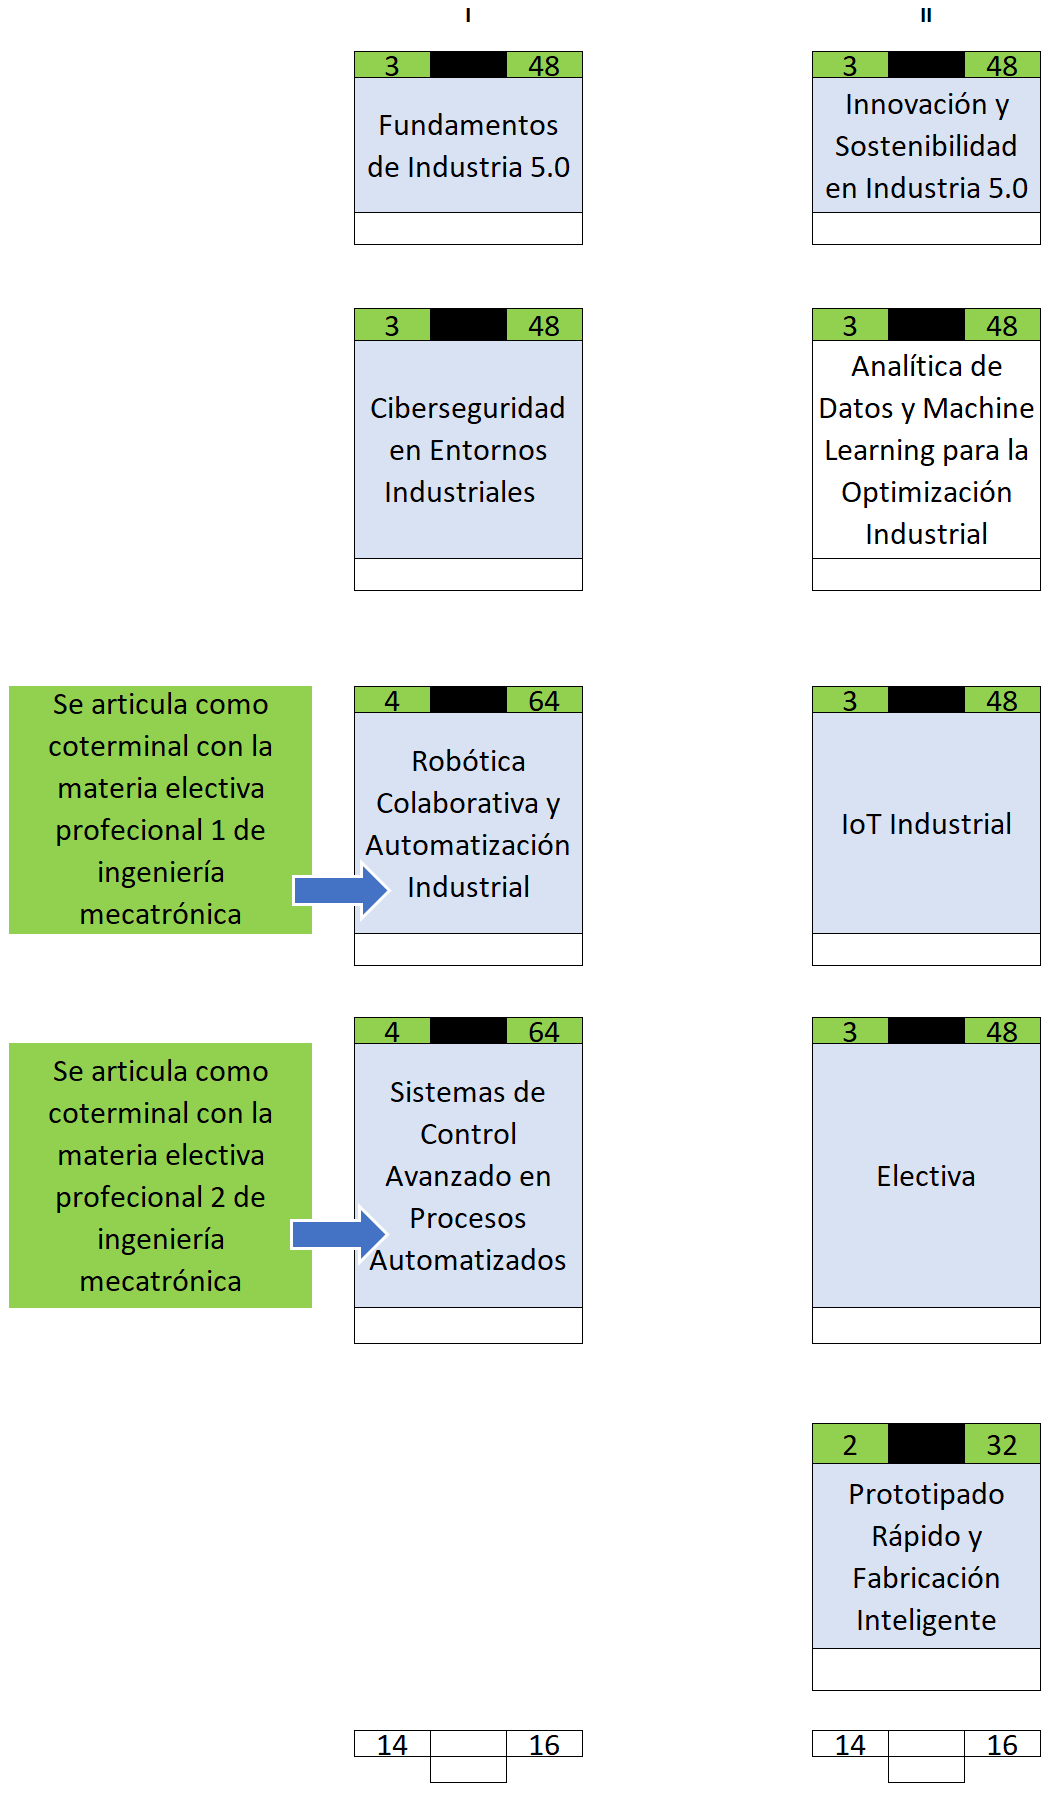 I
II
3 48
Fundamentos
de Industria 5.0
3 48
Innovación y
Sostenibilidad
en Industria 5.0
3 48
Ciberseguridad
en Entornos
Industriales
3 48
Analítica de
Datos y Machine
Learning para la
Optimización
Industrial
Se articula como
coterminal con la
materia electiva
profecional 1 de
ingeniería
mecatrónica
4 64
Robótica
Colaborativa y
Automatización
Industrial
3 48
IoT Industrial
Se articula como
coterminal con la
materia electiva
profecional 2 de
ingeniería
mecatrónica
4 64
Sistemas de
Control
Avanzado en
Procesos
Automatizados
3 48
Electiva
2 32
Prototipado
Rápido y
Fabricación
Inteligente
14 16
14 16